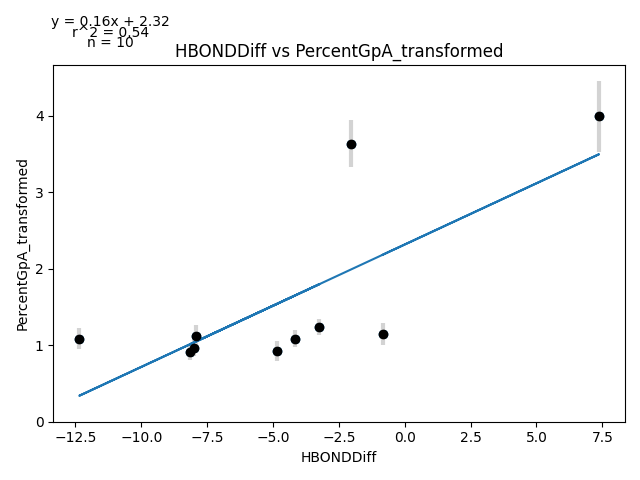 y = 0.16x + 2.32
r^2 = 0.54
n = 10
HBONDDiff vs PercentGpA_transformed
PercentGpA_transformed
4
3
2
1
0
−12.5 −10.0 −7.5 −5.0 −2.5 0.0 2.5 5.0 7.5
HBONDDiff